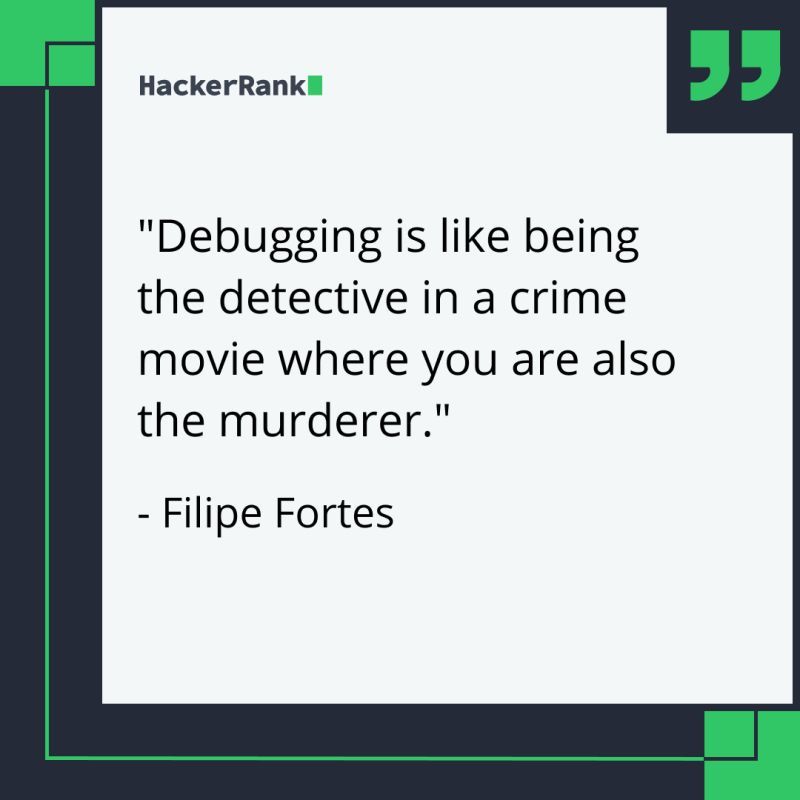 HackerRank
"Debugging is like being
the detective in a crime
movie where you are also
the murderer."
- Filipe Fortes